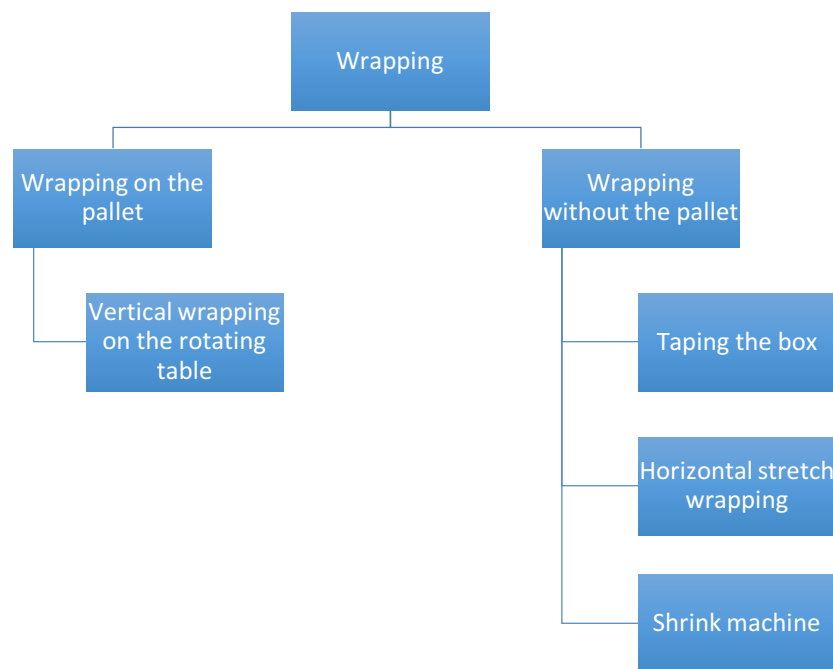 Wrapping
Wrapping on the
pallet
Vertical wrapping
on the rotating
table
Wrapping
without the pallet
Taping the box
Horizontal stretch
wrapping
Shrink machine